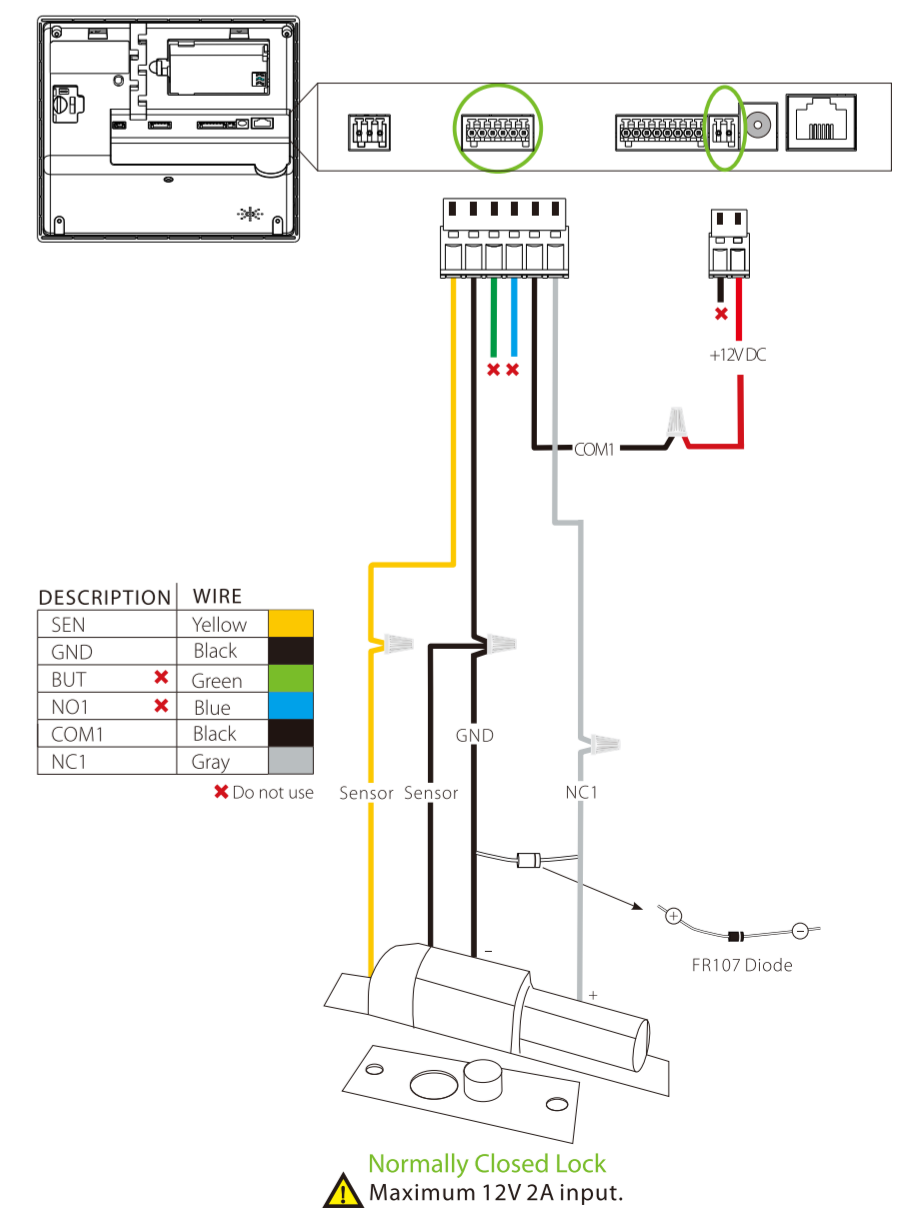 +12V DC
COM1
DESCRIPTION WIRE
SEN Yellow
GND Black
BUT ✖ Green
NO1 ✖ Blue
COM1 Black
NC1 Gray
✖ Do not use
GND
Sensor Sensor NC1
−
+
+ −
FR107 Diode
Normally Closed Lock
! Maximum 12V 2A input.